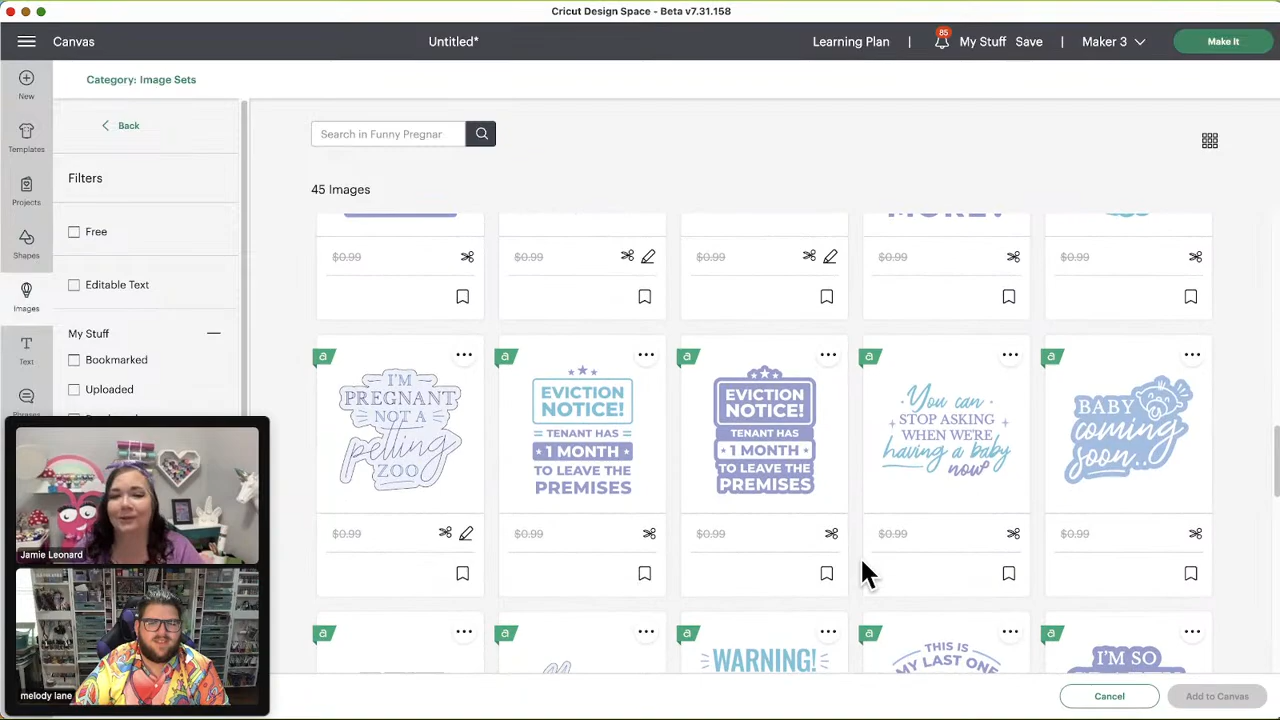 Cricut Design Space - Beta v7.31.158
Canvas
Untitled*
Learning Plan
|
85
My Stuff
Save
|
Maker 3
Make It
New
Templates
Projects
Shapes
Images
Text
Phrases
Category: Image Sets
Back
Filters
Free
Editable Text
My Stuff
Bookmarked
Uploaded
Search in Funny Pregnar
45 Images
MORE?
$0.99
$0.99
$0.99
$0.99
$0.99
a
I'M
PREGNANT
NOT A
petting
ZOO
$0.99
a
EVICTION
NOTICE!
TENANT HAS
1 MONTH
TO LEAVE THE
PREMISES
$0.99
a
EVICTION
NOTICE!
TENANT HAS
1 MONTH
TO LEAVE THE
PREMISES
$0.99
a
You can
STOP ASKING
WHEN WE'RE
having a baby
now
$0.99
a
BABY
coming
soon...
$0.99
a
a
a
WARNING!
a
THIS IS
MY LAST ONE
a
I'M SO
Jamie Leonard
melody lane
Cancel
Add to Canvas